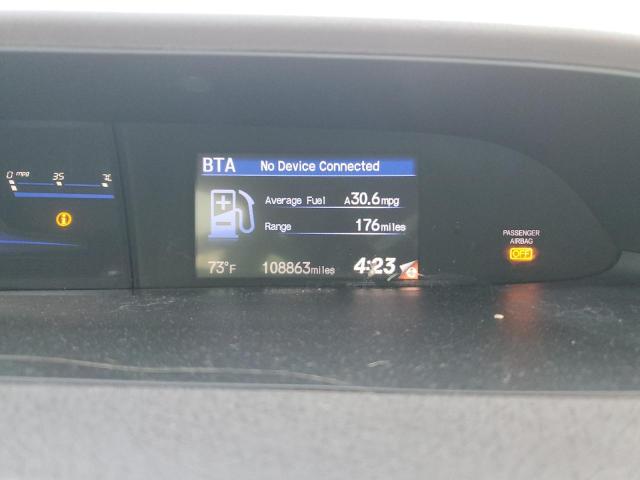 0 mpg 35
BTA No Device Connected
Average Fuel A30.6mpg
Range 176miles
73°F 108863miles 4:23
PASSENGER
AIRBAG
OFF